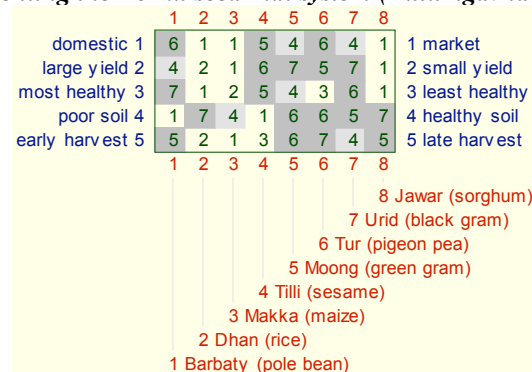 1 2 3 4 5 6 7 8
domestic 1 6 1 1 5 4 6 4 1 1 market
large yield 2 4 2 1 6 7 5 7 1 2 small yield
most healthy 3 7 1 2 5 4 3 6 1 3 least healthy
poor soil 4 1 7 4 1 6 6 5 7 4 healthy soil
early harvest 5 5 2 1 3 6 7 4 5 5 late harvest
1 2 3 4 5 6 7 8
8 Jawar (sorghum)
7 Urid (black gram)
6 Tur (pigeon pea)
5 Moong (green gram)
4 Tilli (sesame)
3 Makka (maize)
2 Dhan (rice)
1 Barbaty (pole bean)